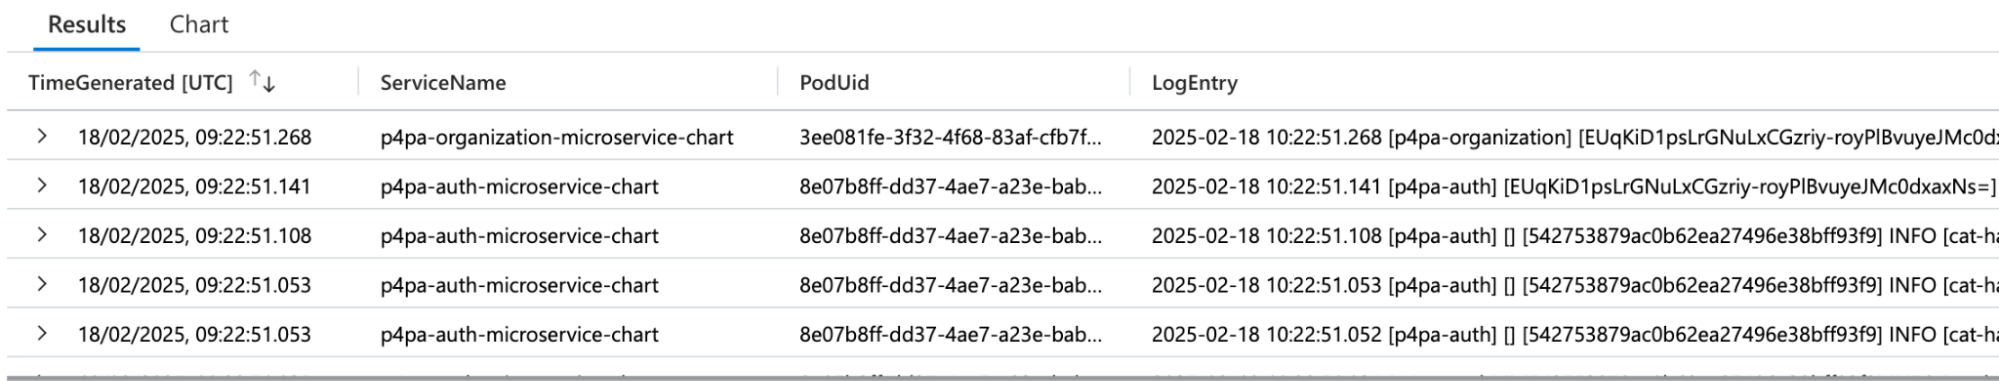 Results Chart
TimeGenerated [UTC] ↑↓ ServiceName PodUid LogEntry
> 18/02/2025, 09:22:51.268 p4pa-organization-microservice-chart 3ee081fe-3f32-4f68-83af-cfb7f... 2025-02-18 10:22:51.268 [p4pa-organization] [EUqKiD1psLrGNuLxCGzriy-royPlBvuyeJMc0dx
> 18/02/2025, 09:22:51.141 p4pa-auth-microservice-chart 8e07b8ff-dd37-4ae7-a23e-bab... 2025-02-18 10:22:51.141 [p4pa-auth] [EUqKiD1psLrGNuLxCGzriy-royPlBvuyeJMc0dxaxNs=]
> 18/02/2025, 09:22:51.108 p4pa-auth-microservice-chart 8e07b8ff-dd37-4ae7-a23e-bab... 2025-02-18 10:22:51.108 [p4pa-auth] [] [542753879ac0b62ea27496e38bff93f9] INFO [cat-ha
> 18/02/2025, 09:22:51.053 p4pa-auth-microservice-chart 8e07b8ff-dd37-4ae7-a23e-bab... 2025-02-18 10:22:51.053 [p4pa-auth] [] [542753879ac0b62ea27496e38bff93f9] INFO [cat-ha
> 18/02/2025, 09:22:51.053 p4pa-auth-microservice-chart 8e07b8ff-dd37-4ae7-a23e-bab... 2025-02-18 10:22:51.052 [p4pa-auth] [] [542753879ac0b62ea27496e38bff93f9] INFO [cat-ha